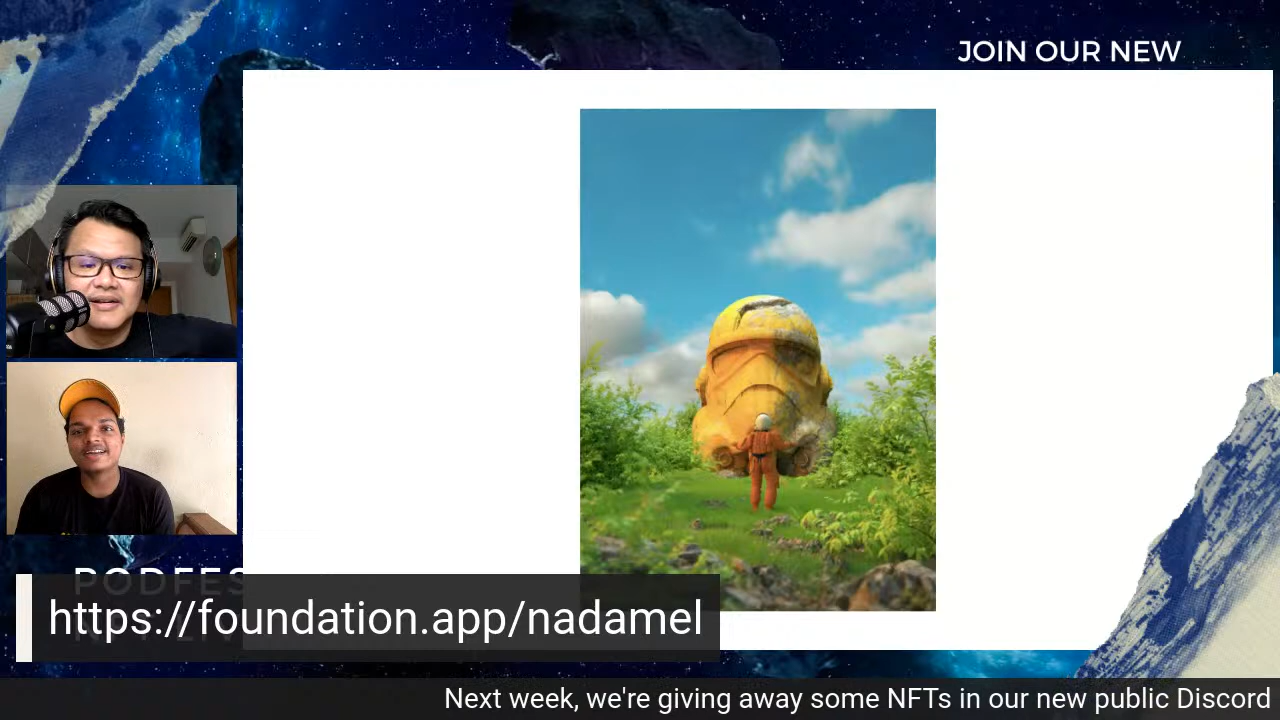 JOIN OUR NEW
PODFES
https://foundation.app/nadamel
Next week, we're giving away some NFTs in our new public Discord